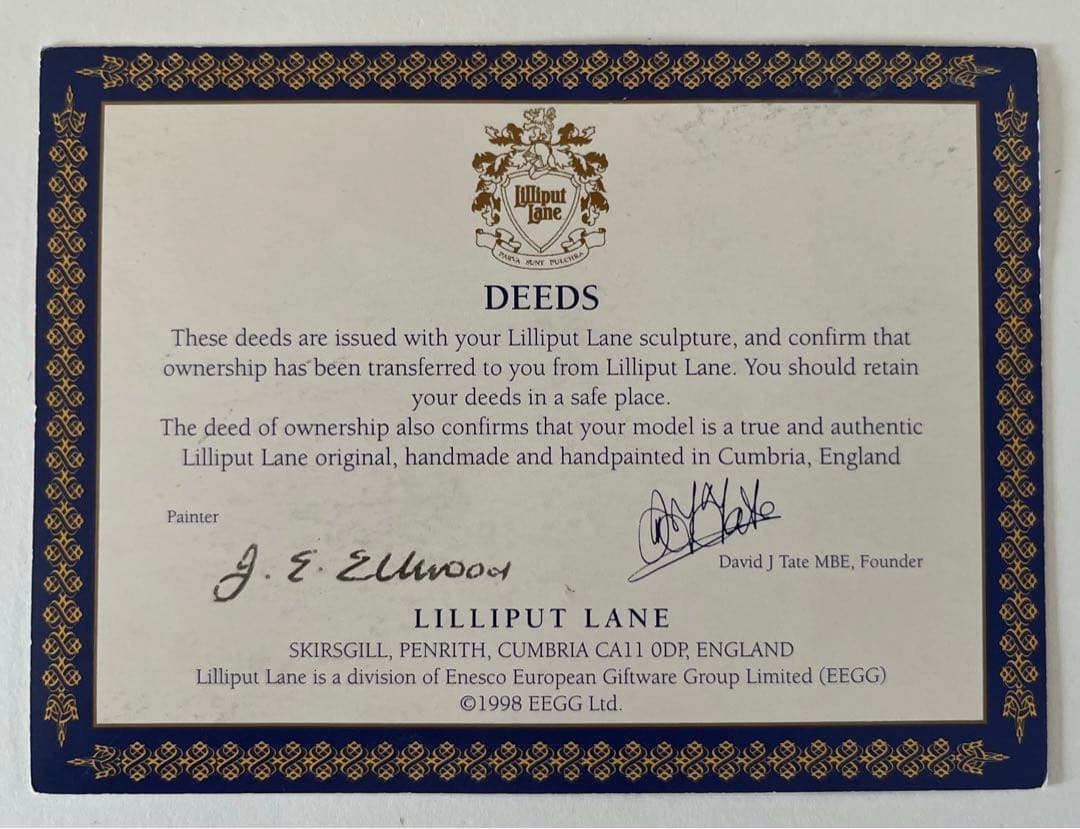 Lilliput
Lane
PARVA SUNT PULCHRA
DEEDS
These deeds are issued with your Lilliput Lane sculpture, and confirm that
ownership has been transferred to you from Lilliput Lane. You should retain
your deeds in a safe place.
The deed of ownership also confirms that your model is a true and authentic
Lilliput Lane original, handmade and handpainted in Cumbria, England
Painter
J. E. Ellwood
D J Tate
David J Tate MBE, Founder
LILLIPUT LANE
SKIRSGILL, PENRITH, CUMBRIA CA11 0DP, ENGLAND
Lilliput Lane is a division of Enesco European Giftware Group Limited (EEGG)
©1998 EEGG Ltd.